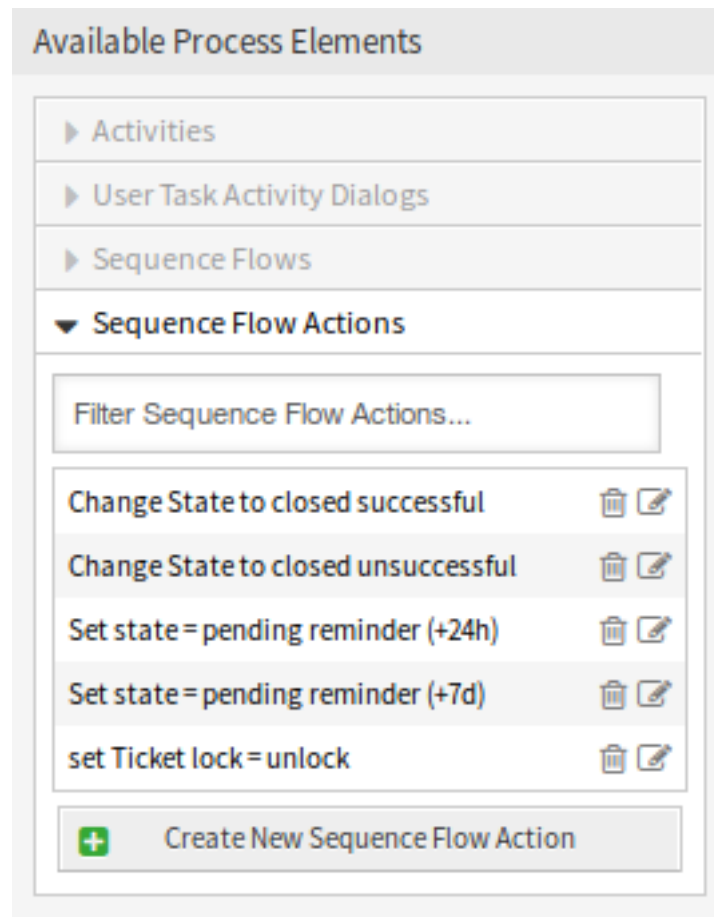 Available Process Elements
Activities
User Task Activity Dialogs
Sequence Flows
Sequence Flow Actions
Filter Sequence Flow Actions...
Change State to closed successful
Change State to closed unsuccessful
Set state = pending reminder (+24h)
Set state = pending reminder (+7d)
set Ticket lock = unlock
Create New Sequence Flow Action